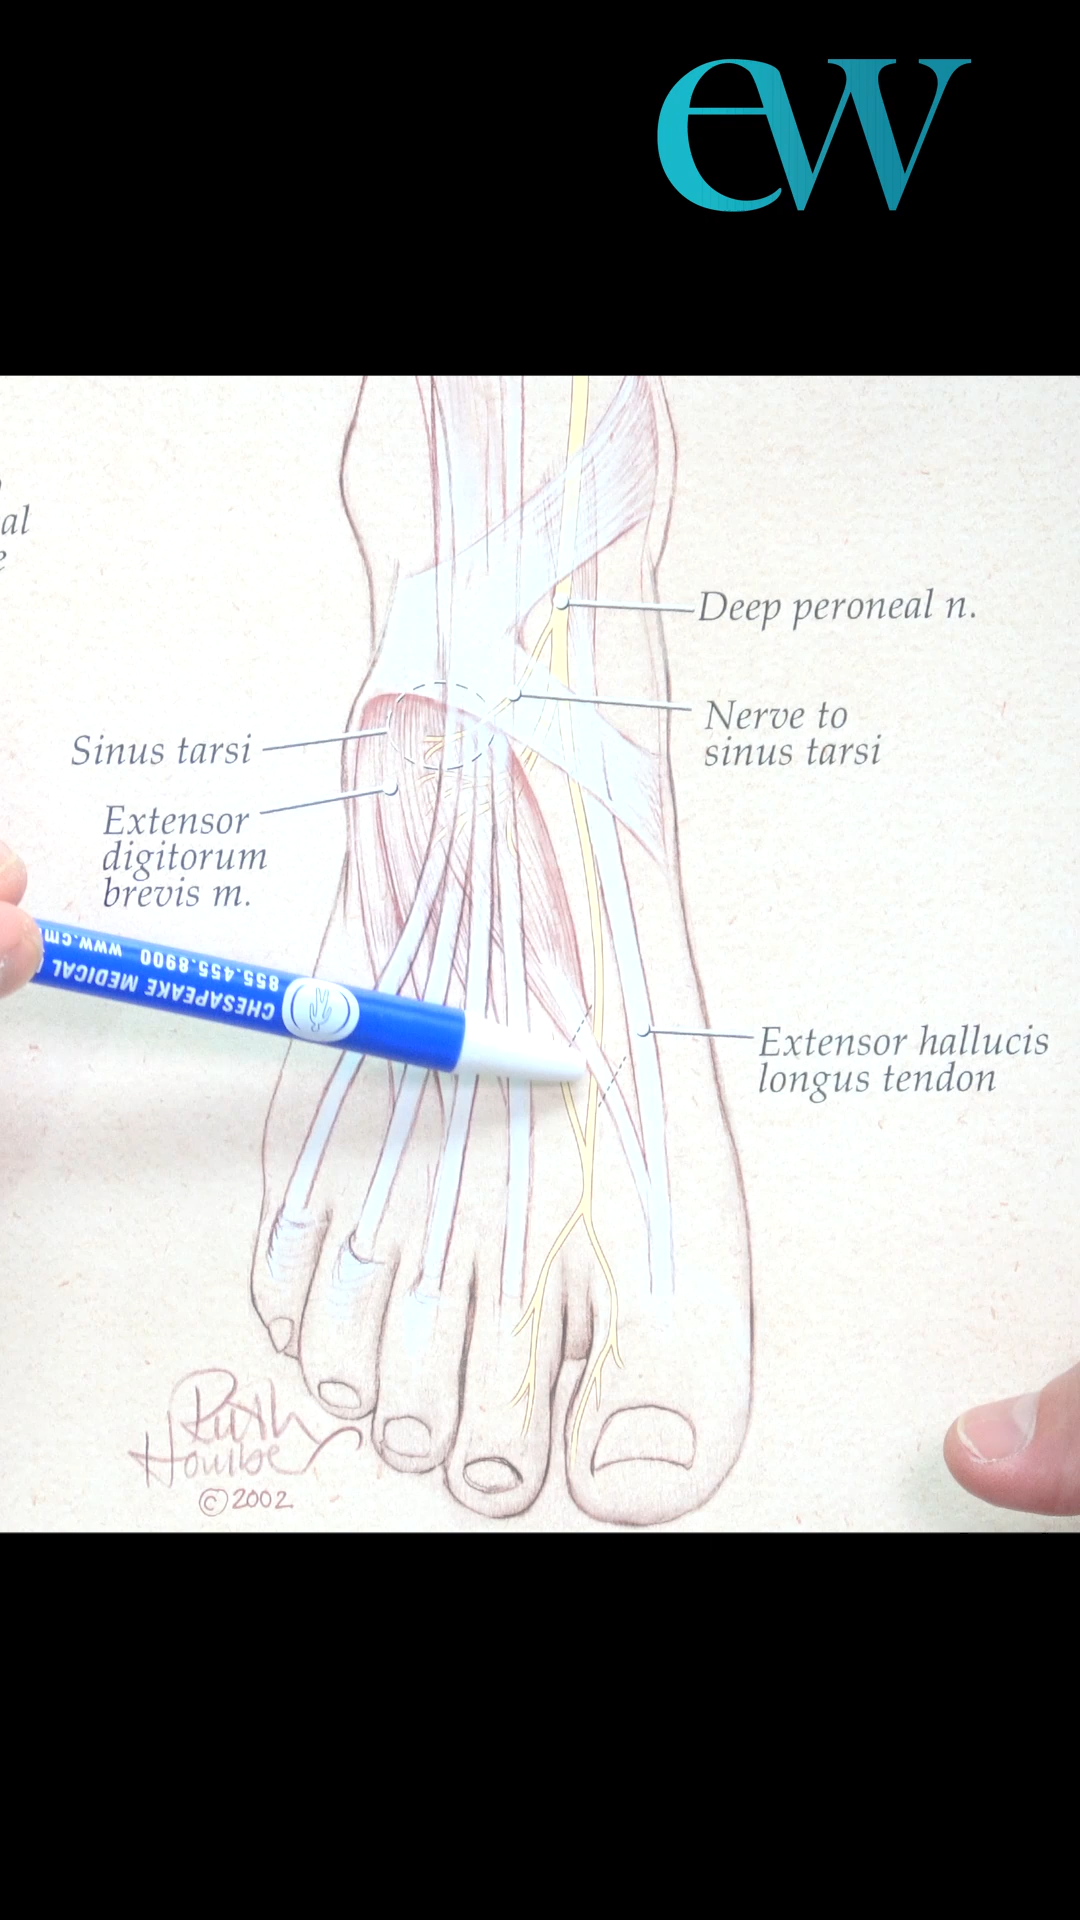 ew
al
e
Deep peroneal n.
Nerve to
sinus tarsi
Sinus tarsi
Extensor
digitorum
brevis m.
CHESAPEAKE MEDICAL
855.455.8900 www.cm
Extensor hallucis
longus tendon
Ruth
©2002